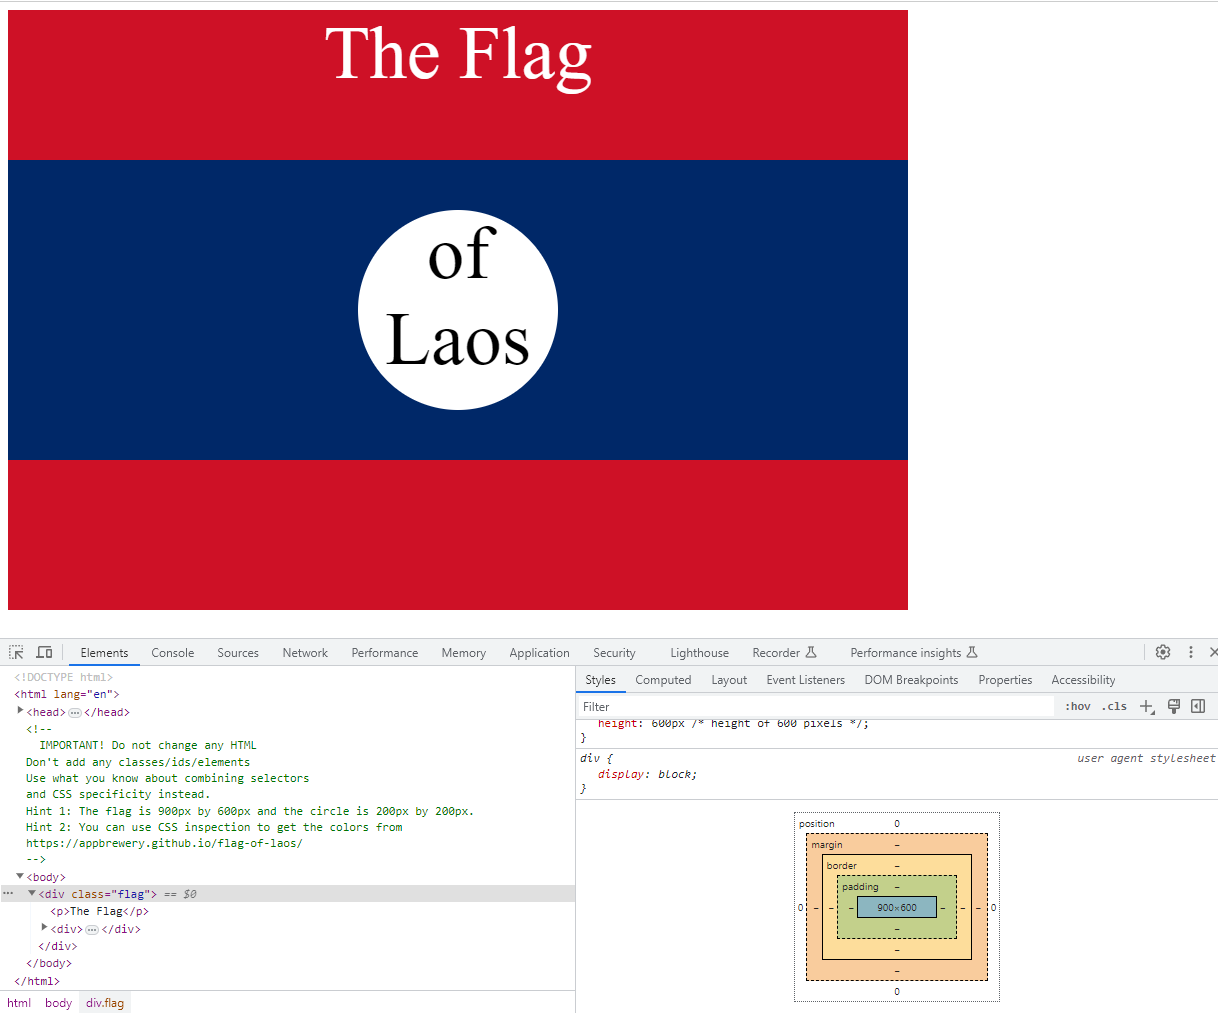 The Flag
of
Laos
Elements Console Sources Network Performance Memory Application Security Lighthouse Recorder Performance insights
<!DOCTYPE html>
<html lang="en">
<head> ⋯ </head>
<!--
IMPORTANT! Do not change any HTML
Don't add any classes/ids/elements
Use what you know about combining selectors
and CSS specificity instead.
Hint 1: The flag is 900px by 600px and the circle is 200px by 200px.
Hint 2: You can use CSS inspection to get the colors from
https://appbrewery.github.io/flag-of-laos/
-->
<body>
⋯ <div class="flag"> == $0
<p>The Flag</p>
<div> ⋯ </div>
</div>
</body>
</html>
html body div.flag
Styles Computed Layout Event Listeners DOM Breakpoints Properties Accessibility
Filter :hov .cls
height: 600px /* height of 600 pixels */;
}
div { user agent stylesheet
display: block;
}
position 0
margin –
border –
padding –
0 – – – 900×600 – – – 0
–
–
–
0